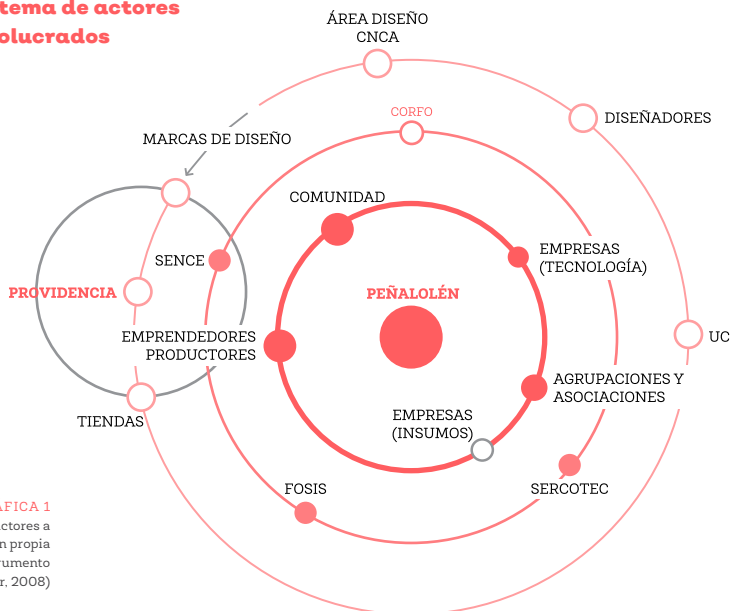 tema de actores
olucrados
ÁREA DISEÑO
CNCA
DISEÑADORES
CORFO
MARCAS DE DISEÑO
COMUNIDAD
SENCE
EMPRESAS
(TECNOLOGÍA)
PROVIDENCIA
PEÑALOLÉN
EMPRENDEDORES
PRODUCTORES
UC
AGRUPACIONES Y
ASOCIACIONES
EMPRESAS
(INSUMOS)
TIENDAS
FOSIS
SERCOTEC
AFICA 1
ctores a
n propia
rumento
r, 2008)